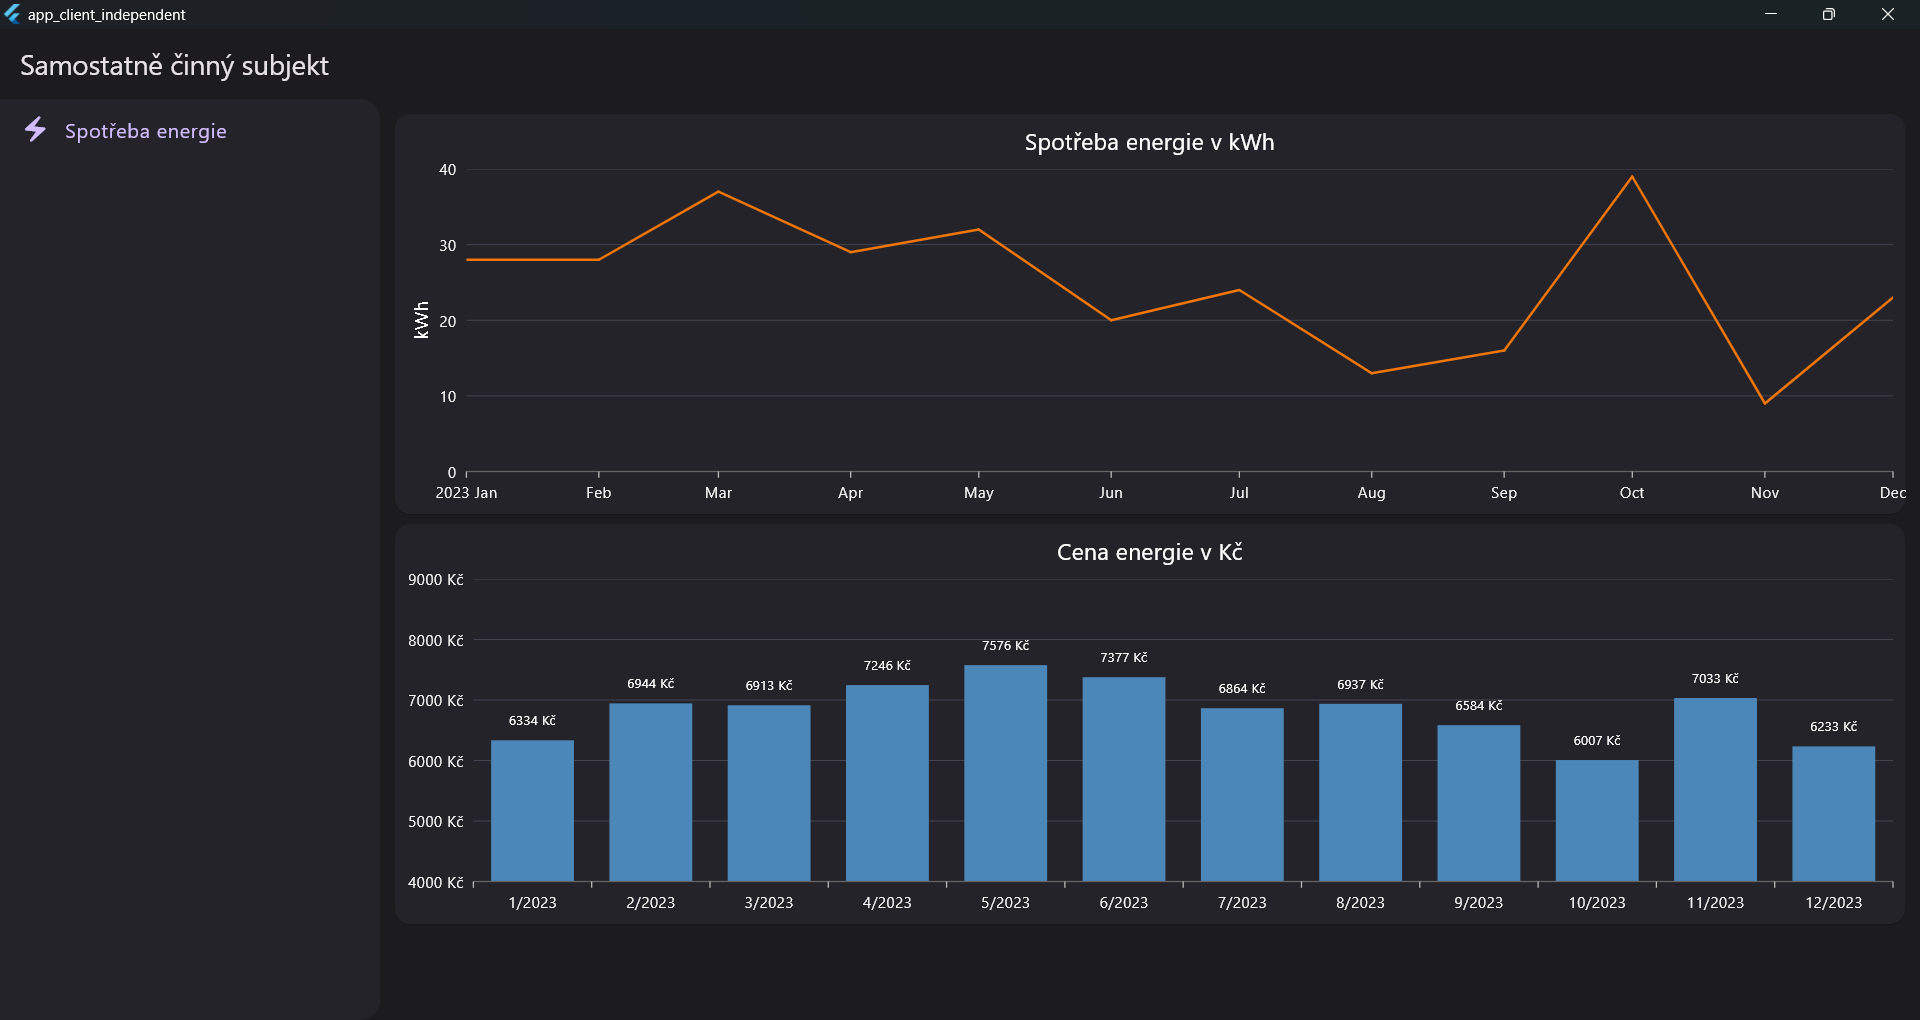 app_client_independent
Samostatně činný subjekt
Spotřeba energie
Spotřeba energie v kWh
kWh
40
30
20
10
0
2023 Jan Feb Mar Apr May Jun Jul Aug Sep Oct Nov Dec
Cena energie v Kč
9000 Kč
8000 Kč
7000 Kč
6000 Kč
5000 Kč
4000 Kč
6334 Kč 6944 Kč 6913 Kč 7246 Kč 7576 Kč 7377 Kč 6864 Kč 6937 Kč 6584 Kč 6007 Kč 7033 Kč 6233 Kč
1/2023 2/2023 3/2023 4/2023 5/2023 6/2023 7/2023 8/2023 9/2023 10/2023 11/2023 12/2023